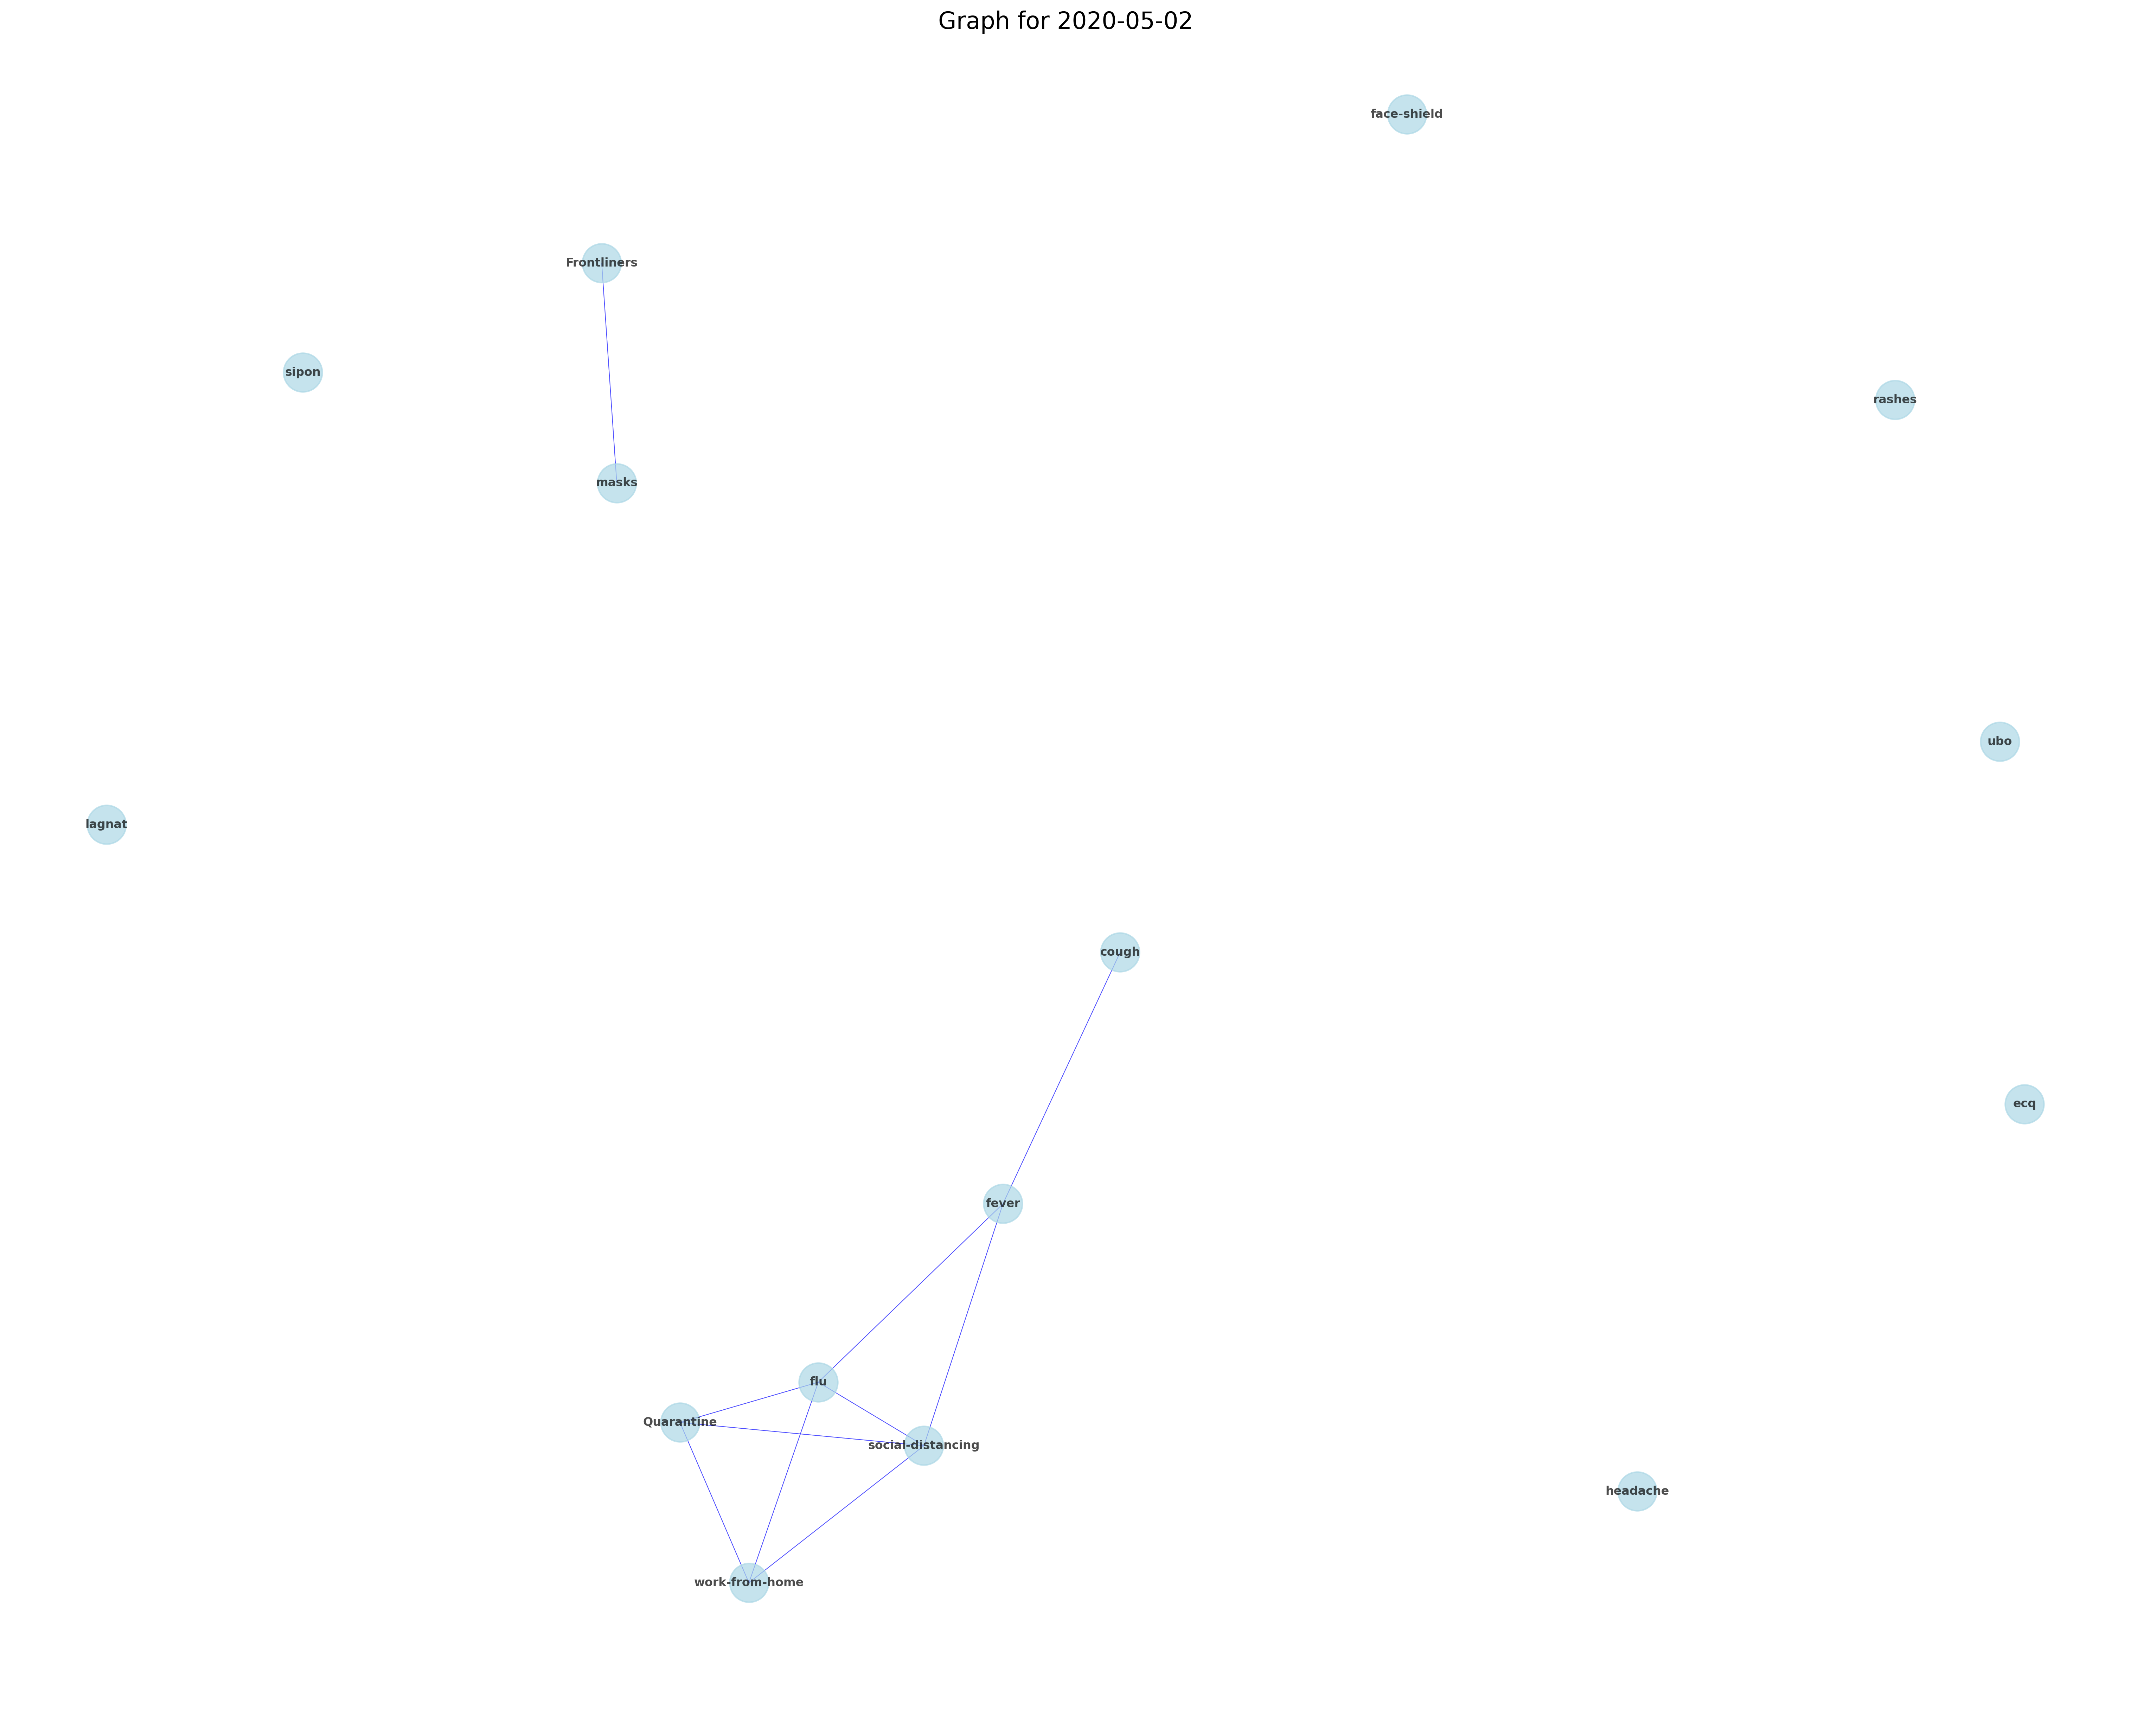 Graph for 2020-05-02
face-shield
Frontliners
sipon
rashes
masks
ubo
lagnat
cough
ecq
fever
flu
Quarantine
social-distancing
headache
work-from-home